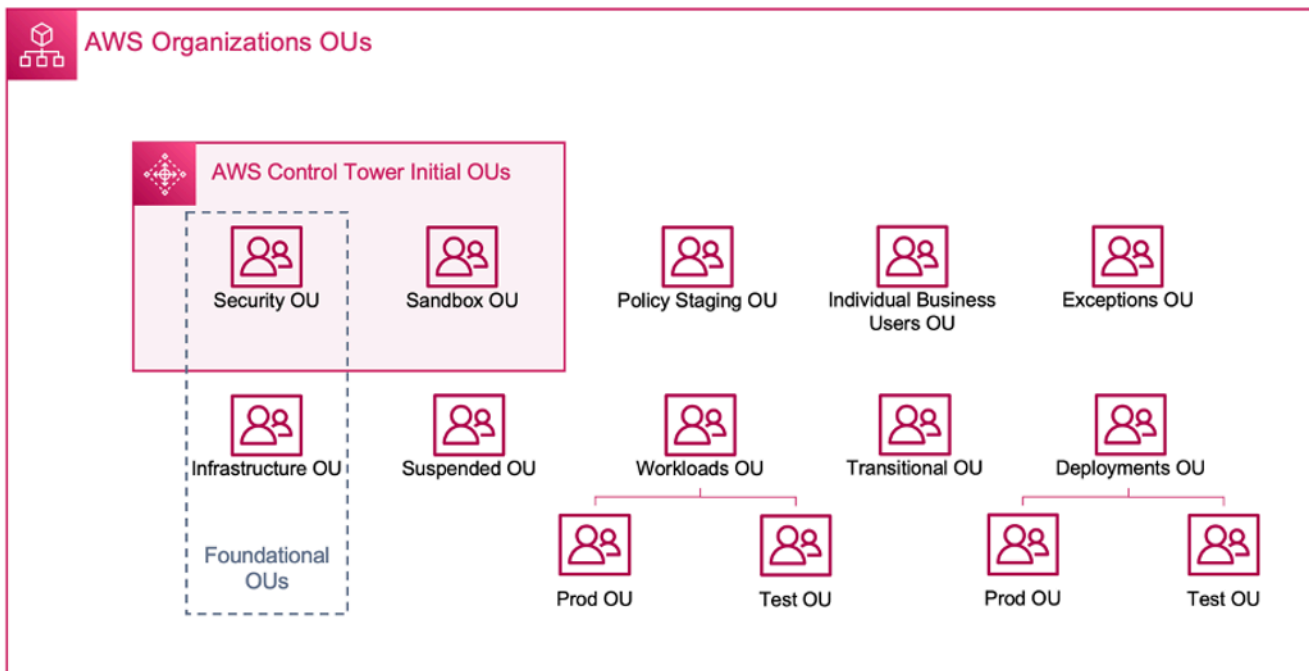 AWS Organizations OUs
AWS Control Tower Initial OUs
Security OU
Sandbox OU
Policy Staging OU
Individual Business
Users OU
Exceptions OU
Infrastructure OU
Suspended OU
Workloads OU
Transitional OU
Deployments OU
Foundational
OUs
Prod OU
Test OU
Prod OU
Test OU